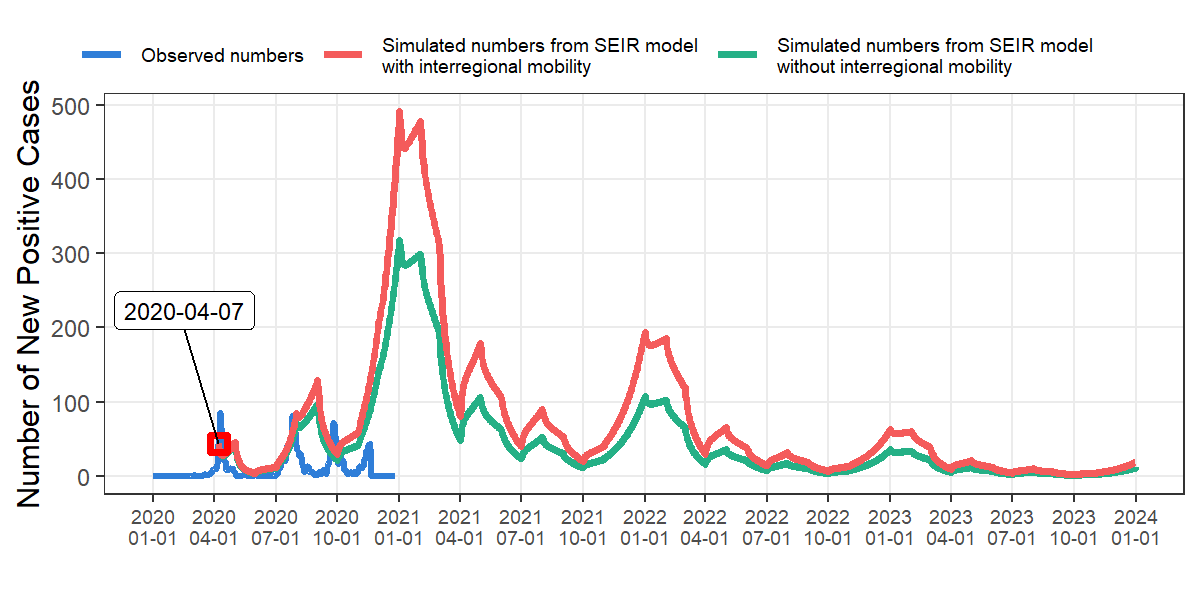 Observed numbers
Simulated numbers from SEIR model
with interregional mobility
Simulated numbers from SEIR model
without interregional mobility
Number of New Positive Cases
500
400
300
200
100
0
2020-04-07
2020 2020 2020 2020 2021 2021 2021 2021 2022 2022 2022 2022 2023 2023 2023 2023 2024
01-01 04-01 07-01 10-01 01-01 04-01 07-01 10-01 01-01 04-01 07-01 10-01 01-01 04-01 07-01 10-01 01-01